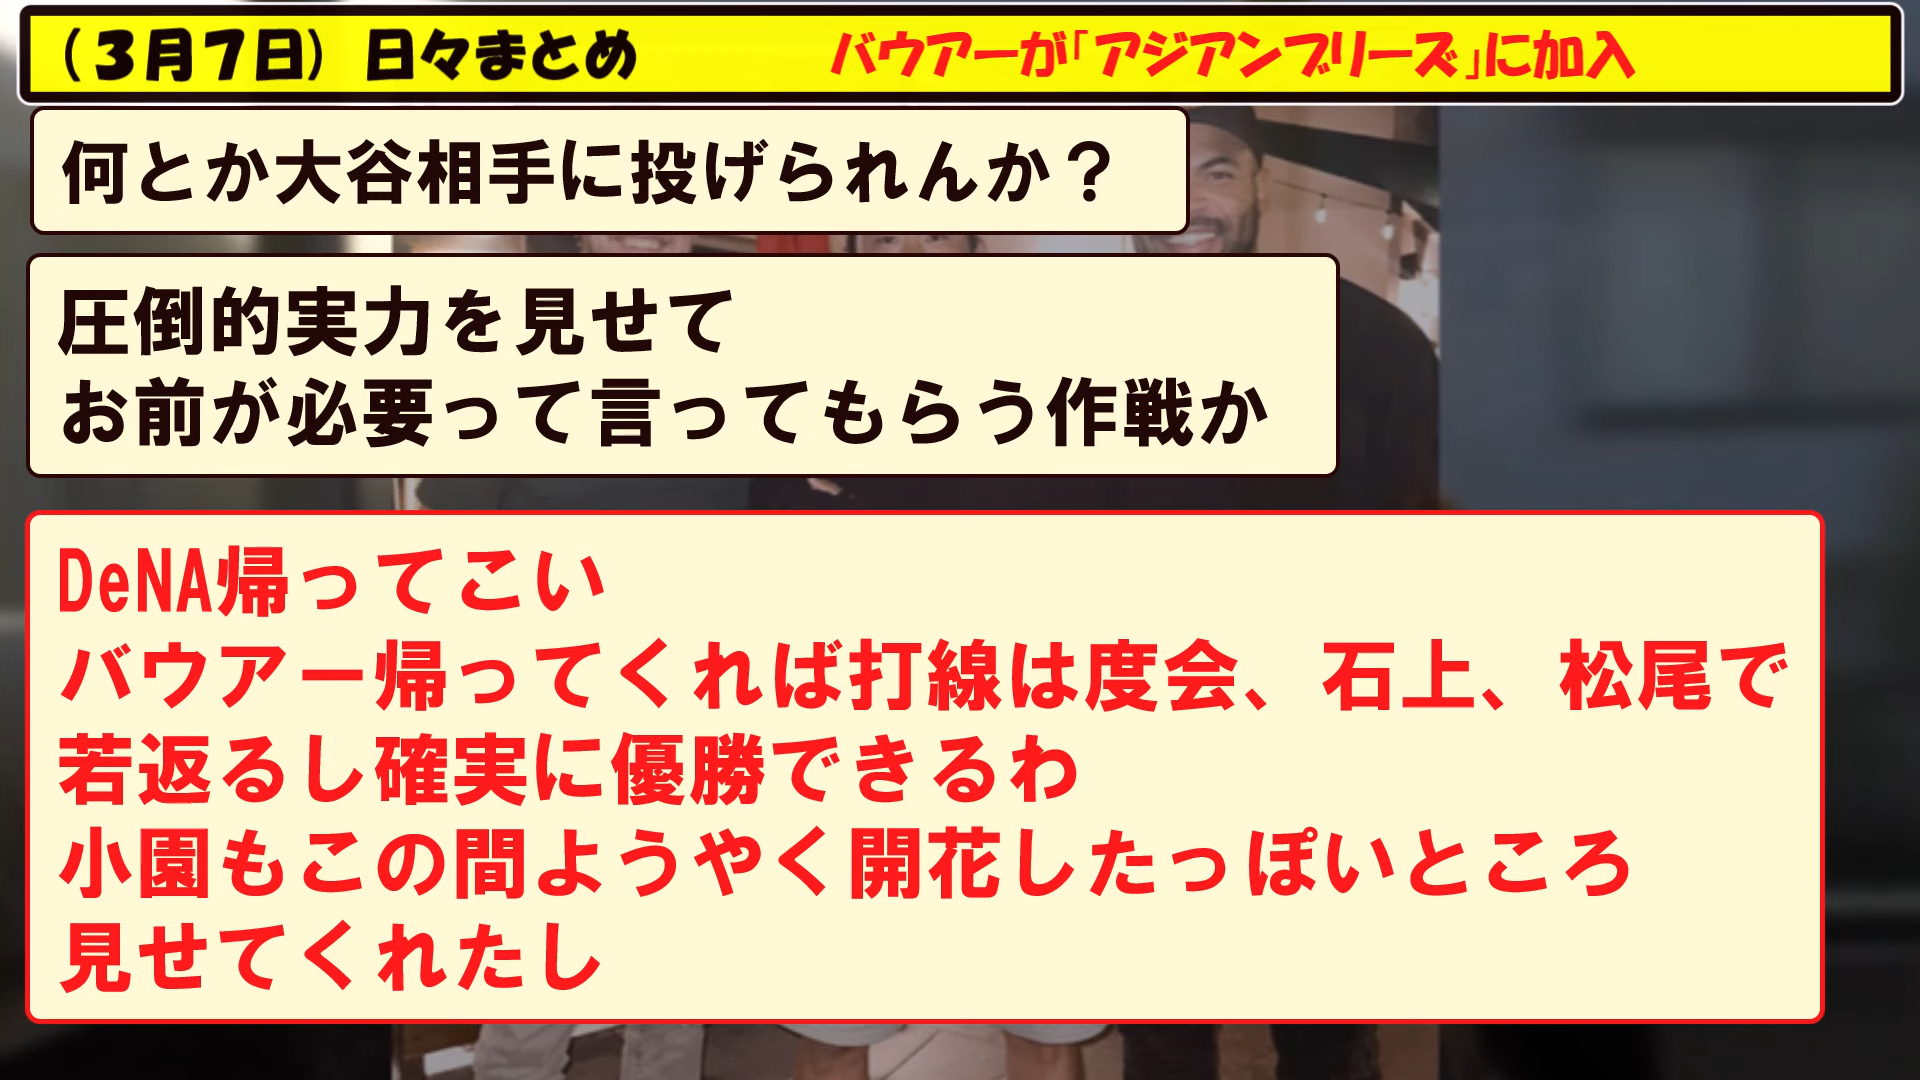 （３月７日）日々まとめ　バウアーが「アジアンブリーズ」に加入
何とか大谷相手に投げられんか？
圧倒的実力を見せて
お前が必要って言ってもらう作戦か
DeNA帰ってこい
バウアー帰ってくれば打線は度会、石上、松尾で
若返るし確実に優勝できるわ
小園もこの間ようやく開花したっぽいところ
見せてくれたし